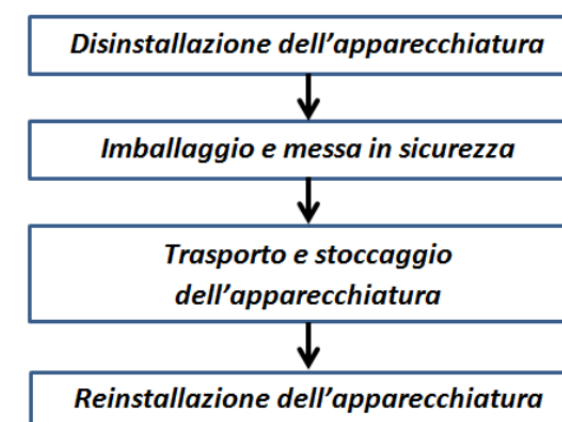 Disinstallazione dell’apparecchiatura
Imballaggio e messa in sicurezza
Trasporto e stoccaggio
dell’apparecchiatura
Reinstallazione dell’apparecchiatura